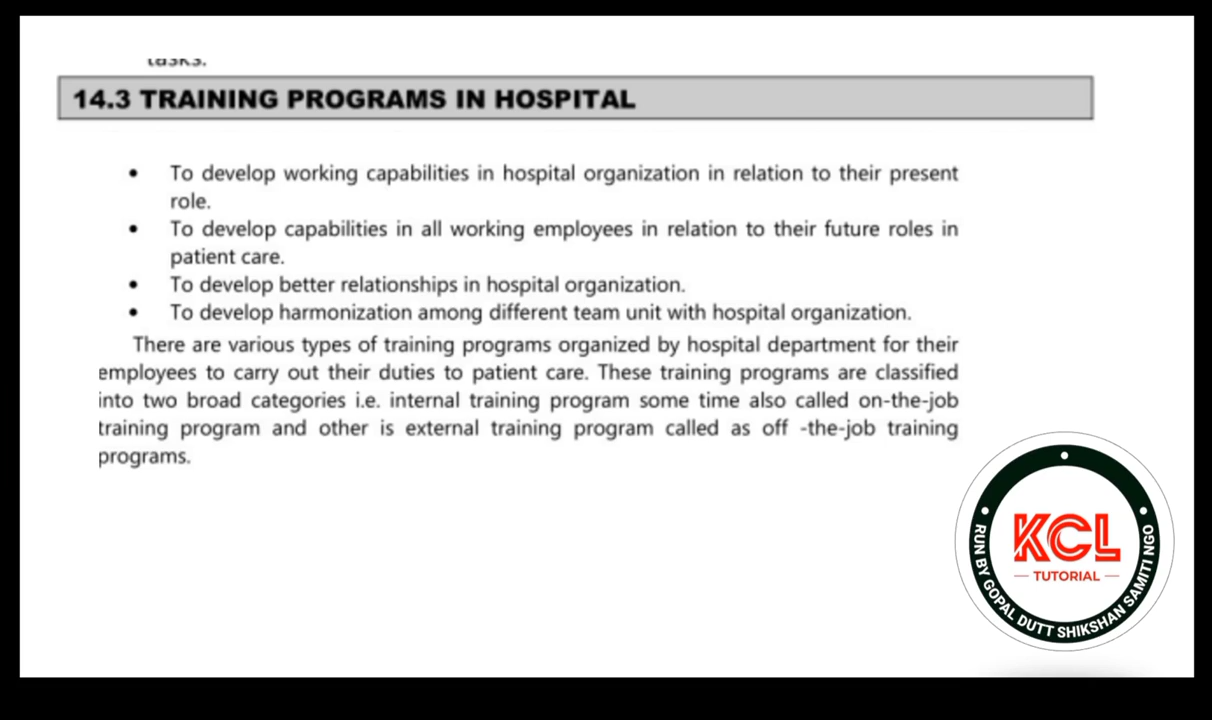 tasks.
14.3 TRAINING PROGRAMS IN HOSPITAL
• To develop working capabilities in hospital organization in relation to their present
role.
• To develop capabilities in all working employees in relation to their future roles in
patient care.
• To develop better relationships in hospital organization.
• To develop harmonization among different team unit with hospital organization.
There are various types of training programs organized by hospital department for their
employees to carry out their duties to patient care. These training programs are classified
into two broad categories i.e. internal training program some time also called on-the-job
training program and other is external training program called as off -the-job training
programs.
KCL
TUTORIAL
RUN BY GOPAL DUTT SHIKSHAN SAMITI NGO